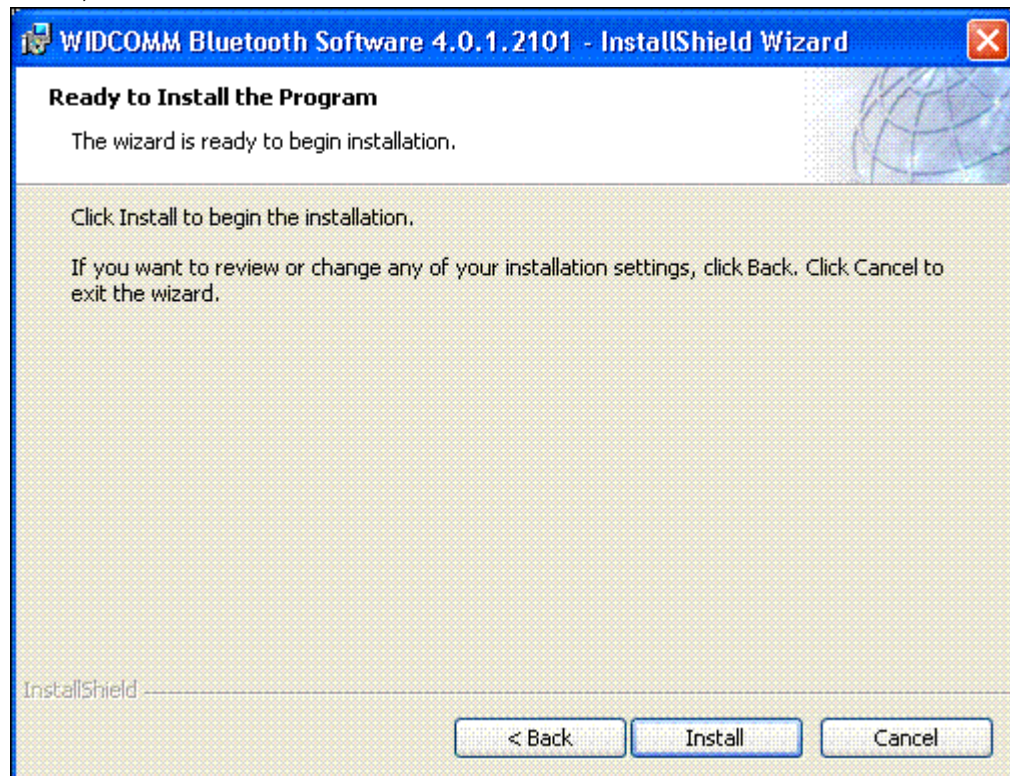 WIDCOMM Bluetooth Software 4.0.1.2101 - InstallShield Wizard
Ready to Install the Program
The wizard is ready to begin installation.
Click Install to begin the installation.
If you want to review or change any of your installation settings, click Back. Click Cancel to
exit the wizard.
InstallShield
< Back Install Cancel